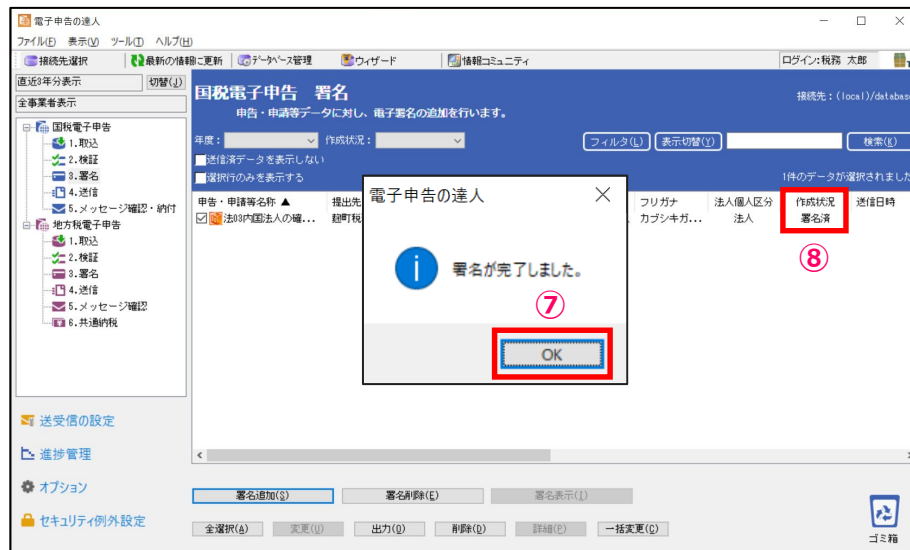 電子申告の達人
ファイル(F) 表示(V) ツール(T) ヘルプ(H)
接続先選択 最新の情報に更新 データベース管理 ウィザード 情報コミュニティ ログイン:税務 太郎
直近3年分表示 切替(J)
全事業者表示
国税電子申告
1.取込
2.検証
3.署名
4.送信
5.メッセージ確認・納付
地方税電子申告
1.取込
2.検証
3.署名
4.送信
5.メッセージ確認
6.共通納税
送受信の設定
進捗管理
オプション
セキュリティ例外設定
国税電子申告 署名
接続先：(local)/databas
申告・申請等データに対し、電子署名の追加を行います。
年度： 作成状況： フィルタ(L) 表示切替(Y) 検索(K)
送信済データを表示しない
選択行のみを表示する 1件のデータが選択されました
申告・申請等名称 ▲ 提出先 フリガナ 法人個人区分 作成状況 送信日時
法03内国法人の確... 麹町税 カブシキガ... 法人 署名済
⑧
電子申告の達人
署名が完了しました。
⑦
OK
署名追加(S) 署名削除(E) 署名表示(I)
全選択(A) 変更(U) 出力(O) 削除(D) 詳細(P) 一括変更(C)
ゴミ箱